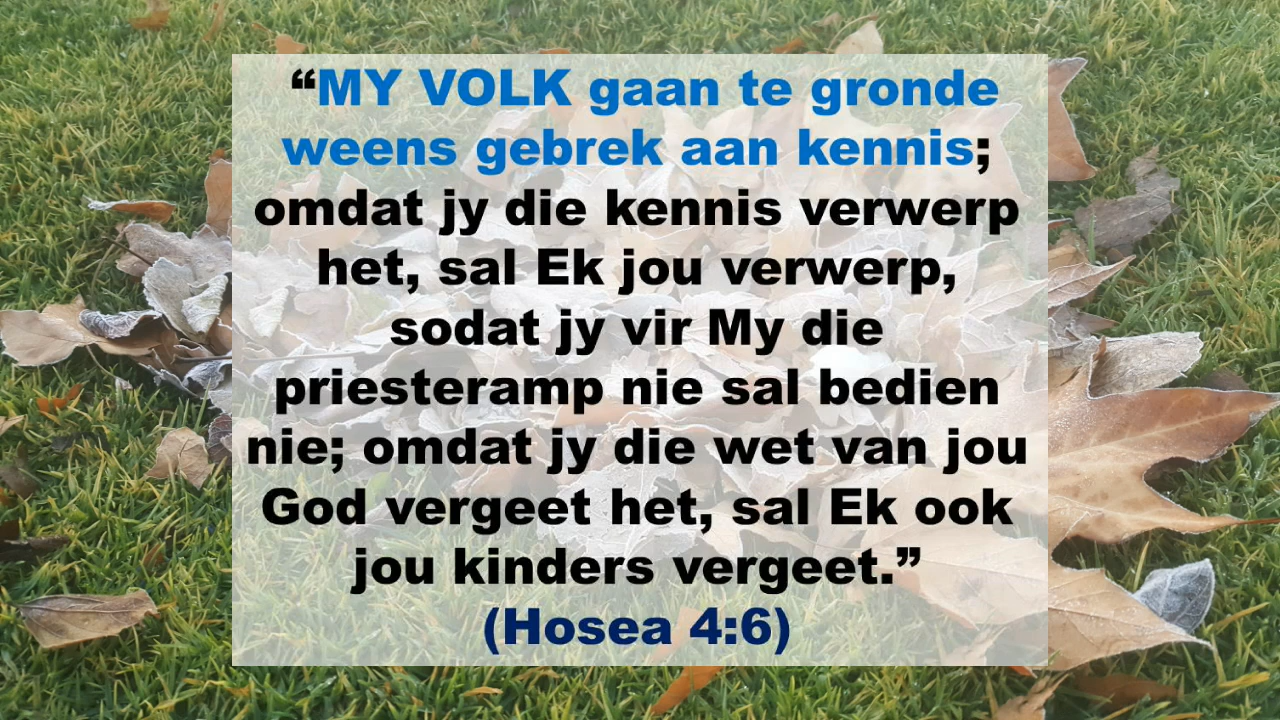 “MY VOLK gaan te gronde
weens gebrek aan kennis;
omdat jy die kennis verwerp
het, sal Ek jou verwerp,
sodat jy vir My die
priesteramp nie sal bedien
nie; omdat jy die wet van jou
God vergeet het, sal Ek ook
jou kinders vergeet.”
(Hosea 4:6)